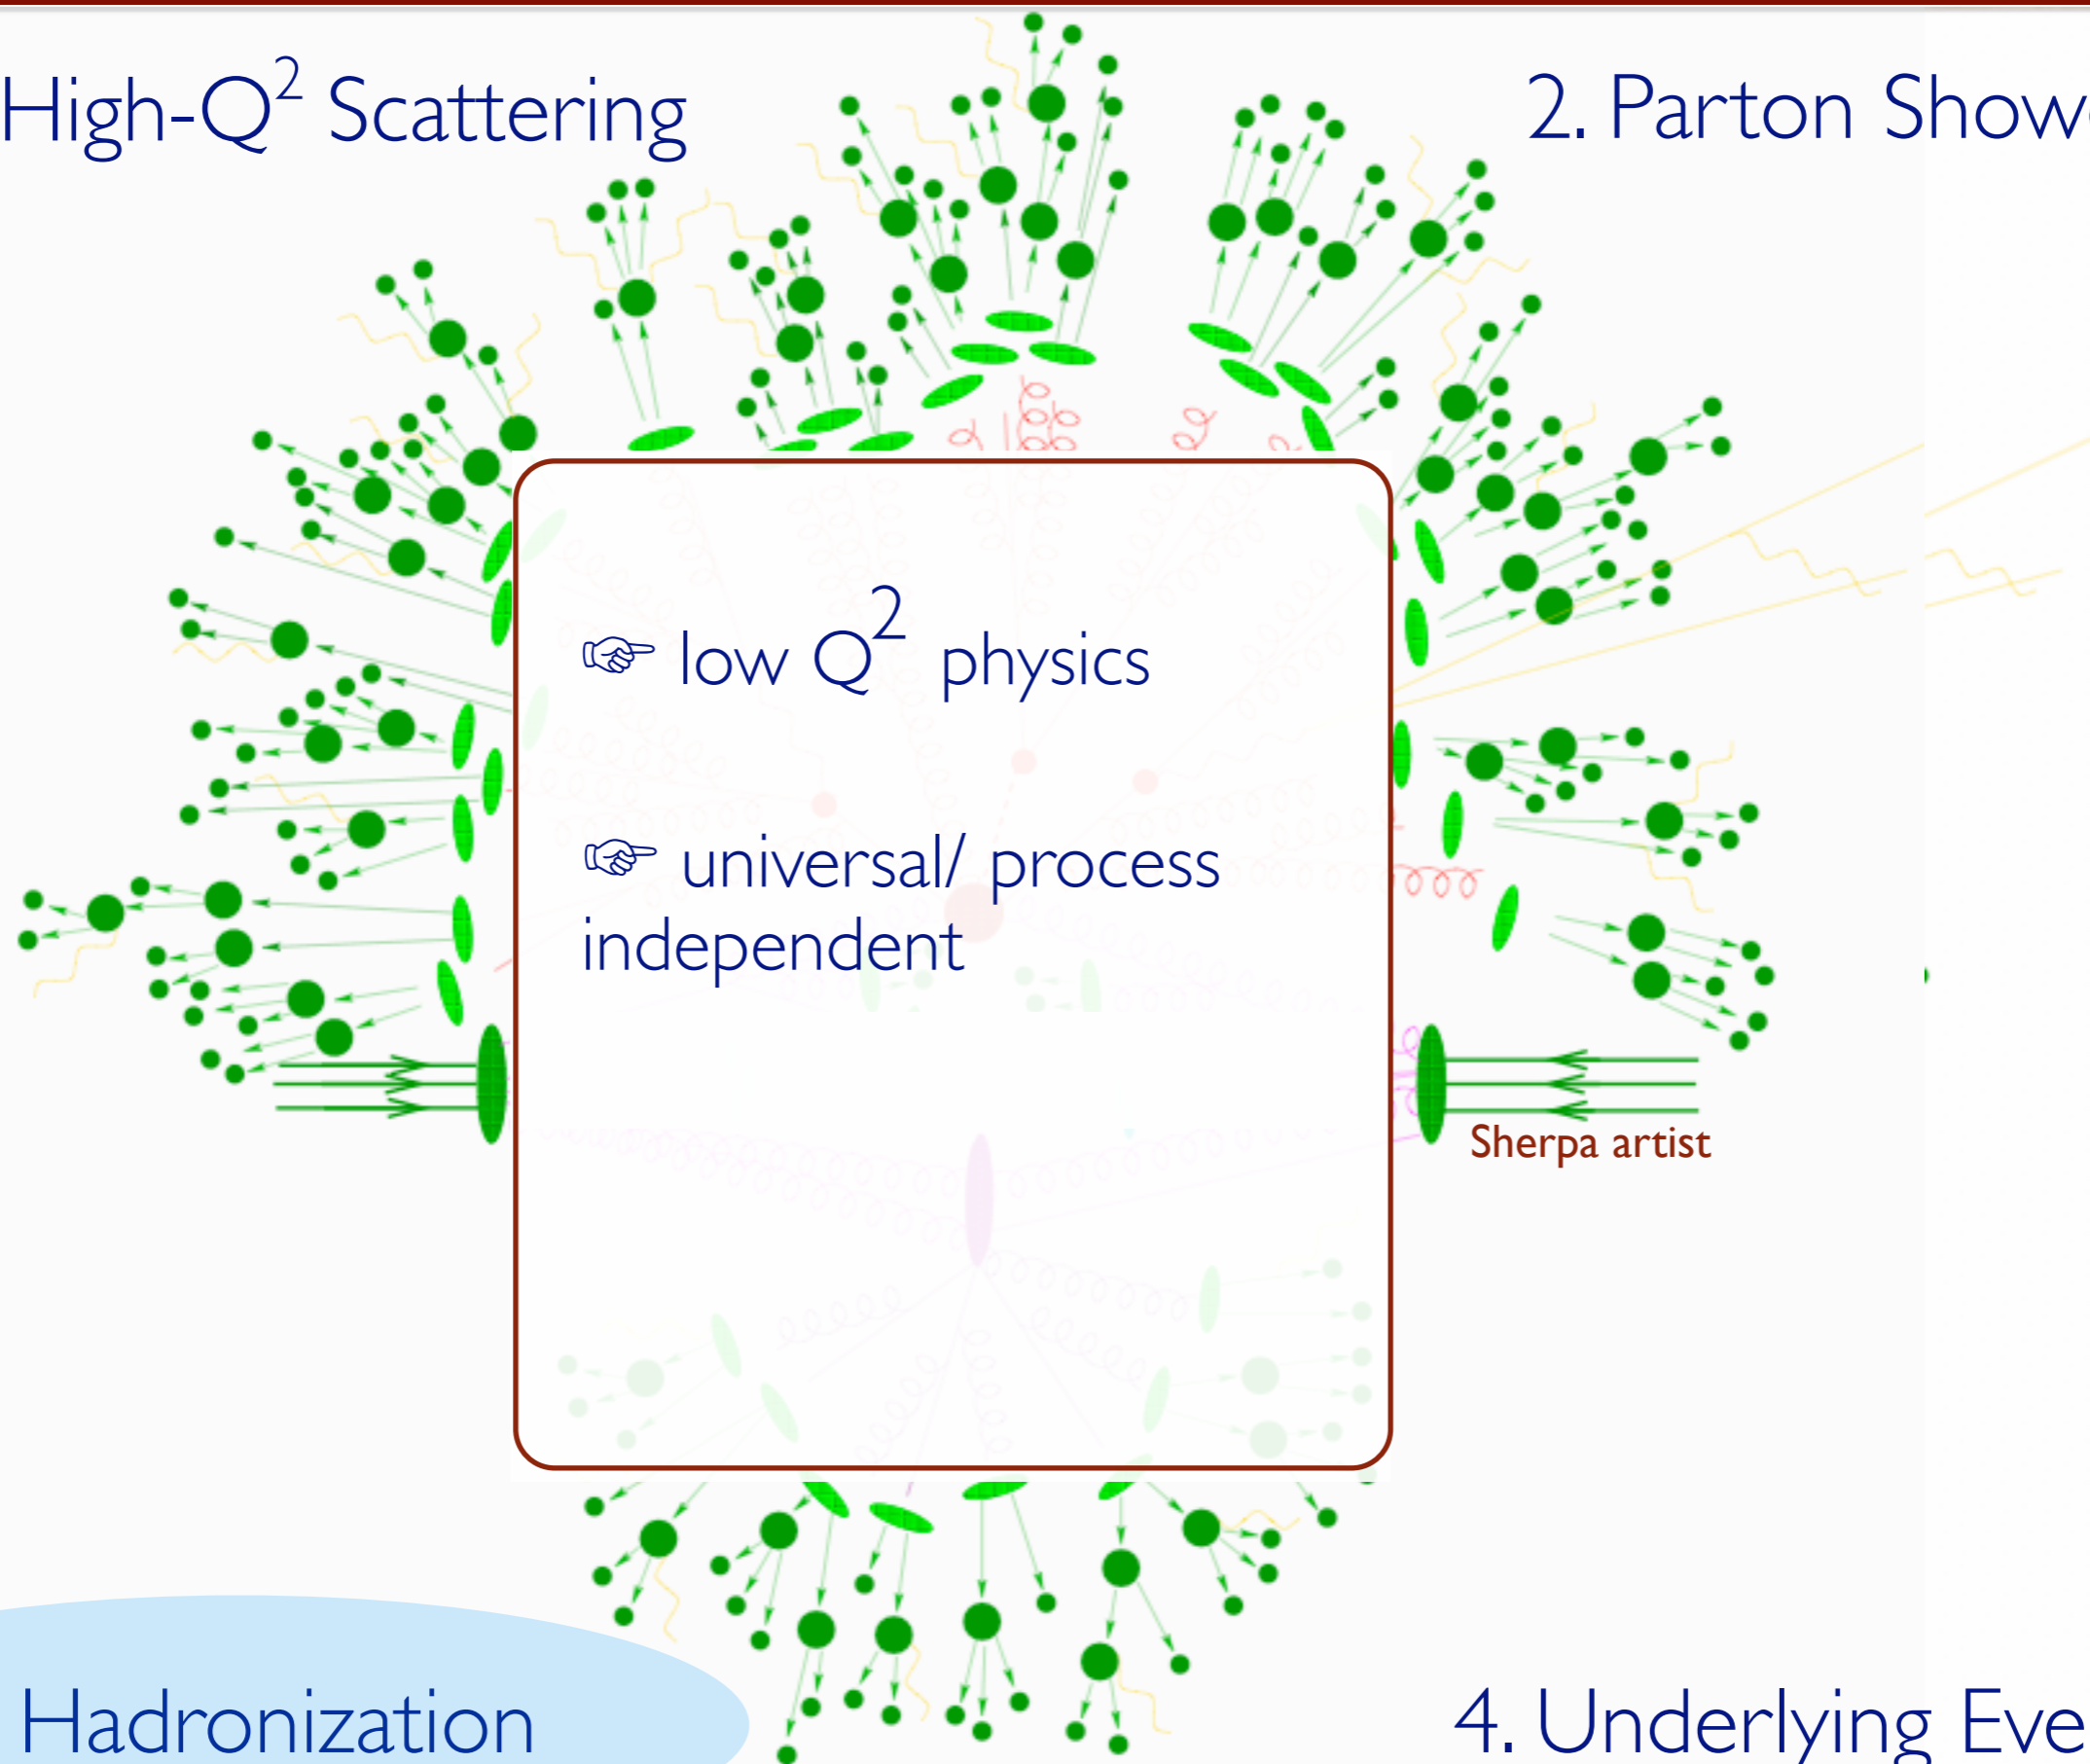 High-Q² Scattering
2. Parton Show
☞ low Q² physics
☞ universal/ process
independent
Sherpa artist
Hadronization
4. Underlying Eve